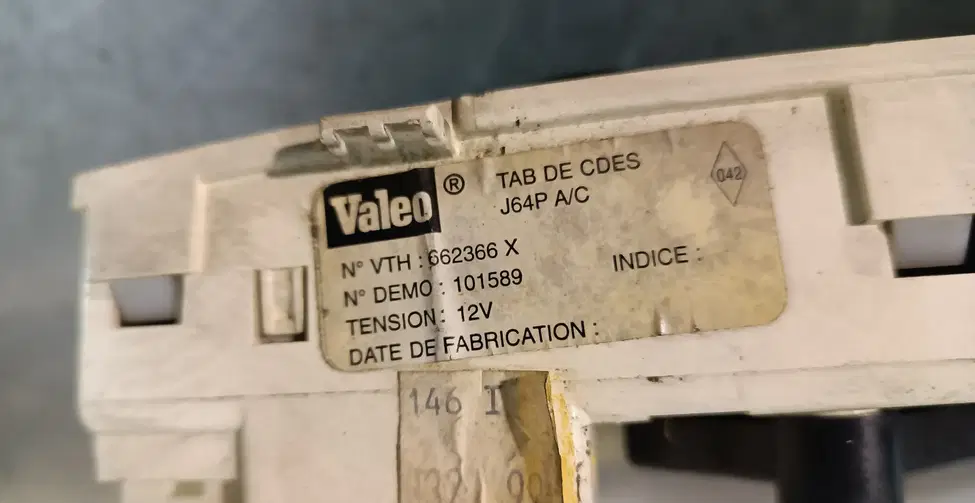 Valeo ®
TAB DE CDES
J64P A/C
042
N° VTH : 662366 X
N° DEMO : 101589
INDICE :
TENSION : 12V
DATE DE FABRICATION :
146 I